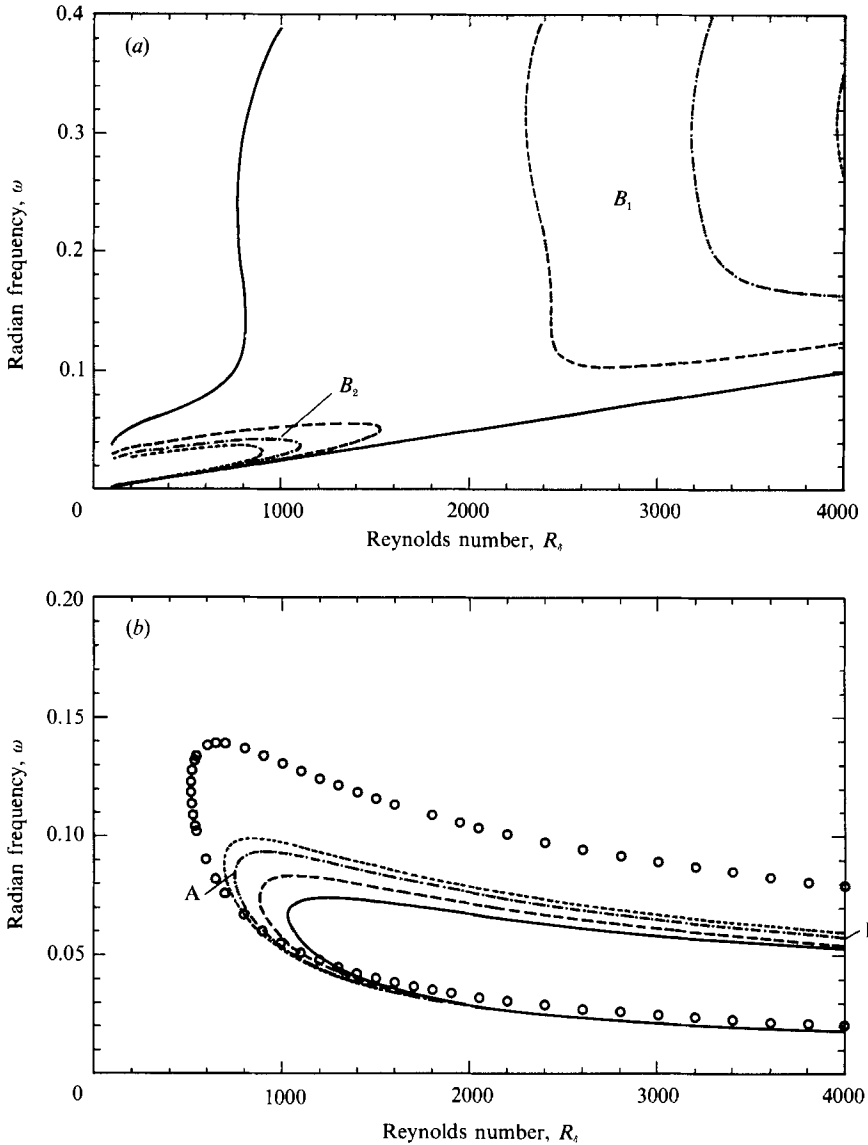 0.4
(a)
0.3
Radian frequency, ω
B₁
0.2
0.1
B₂
0
1000
2000
3000
4000
Reynolds number, Rδ
0.20
(b)
0.15
Radian frequency, ω
0.10
A
0.05
0
1000
2000
3000
4000
Reynolds number, Rδ